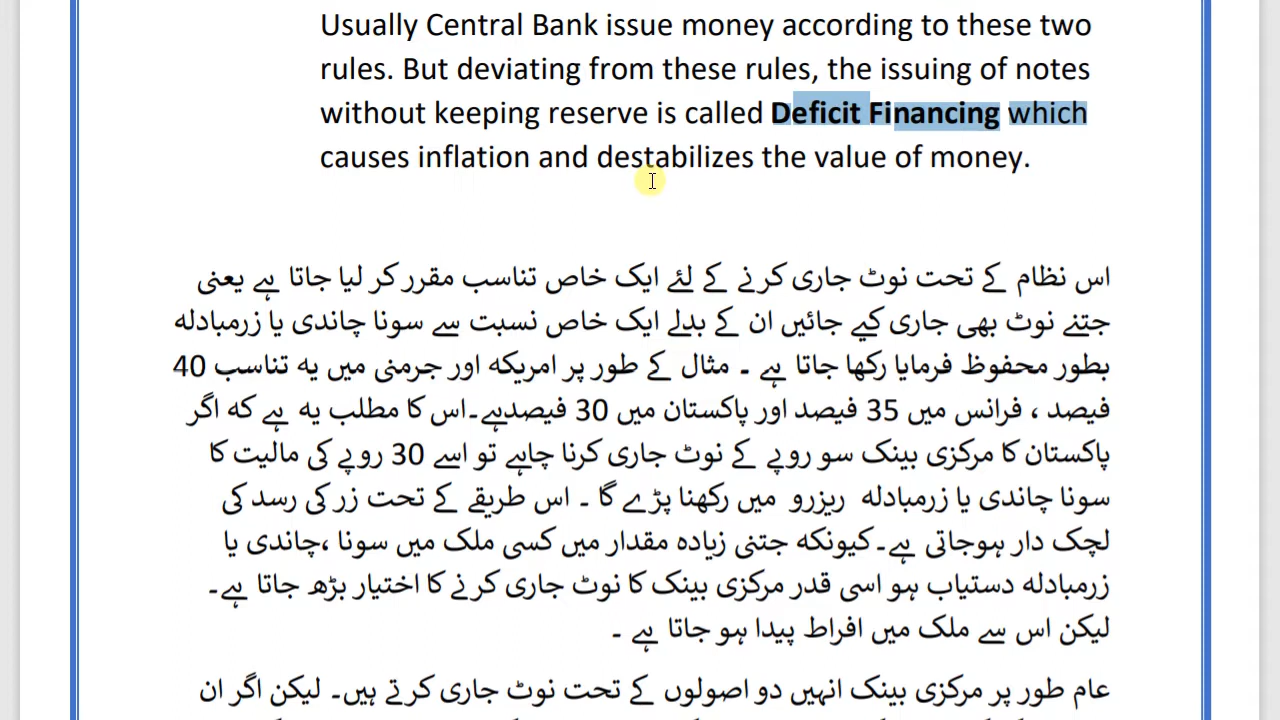 Usually Central Bank issue money according to these two
rules. But deviating from these rules, the issuing of notes
without keeping reserve is called Deficit Financing which
causes inflation and destabilizes the value of money.
اس نظام کے تحت نوٹ جاری کرنے کے لئے ایک خاص تناسب مقرر کر لیا جاتا ہے یعنی
جتنے نوٹ بھی جاری کیے جائیں ان کے بدلے ایک خاص نسبت سے سونا چاندی یا زرمبادلہ
بطور محفوظ فرمایا رکھا جاتا ہے ۔ مثال کے طور پر امریکہ اور جرمنی میں یہ تناسب 40
فیصد ، فرانس میں 35 فیصد اور پاکستان میں 30 فیصدہے۔اس کا مطلب یہ ہے کہ اگر
پاکستان کا مرکزی بینک سو روپے کے نوٹ جاری کرنا چاہے تو اسے 30 روپے کی مالیت کا
سونا چاندی یا زرمبادلہ ریزرو میں رکھنا پڑے گا ۔ اس طریقے کے تحت زر کی رسد کی
لچک دار ہوجاتی ہے۔کیونکہ جتنی زیادہ مقدار میں کسی ملک میں سونا ،چاندی یا
زرمبادلہ دستیاب ہو اسی قدر مرکزی بینک کا نوٹ جاری کرنے کا اختیار بڑھ جاتا ہے۔
لیکن اس سے ملک میں افراط پیدا ہو جاتا ہے ۔
عام طور پر مرکزی بینک انہیں دو اصولوں کے تحت نوٹ جاری کرتے ہیں۔ لیکن اگر ان